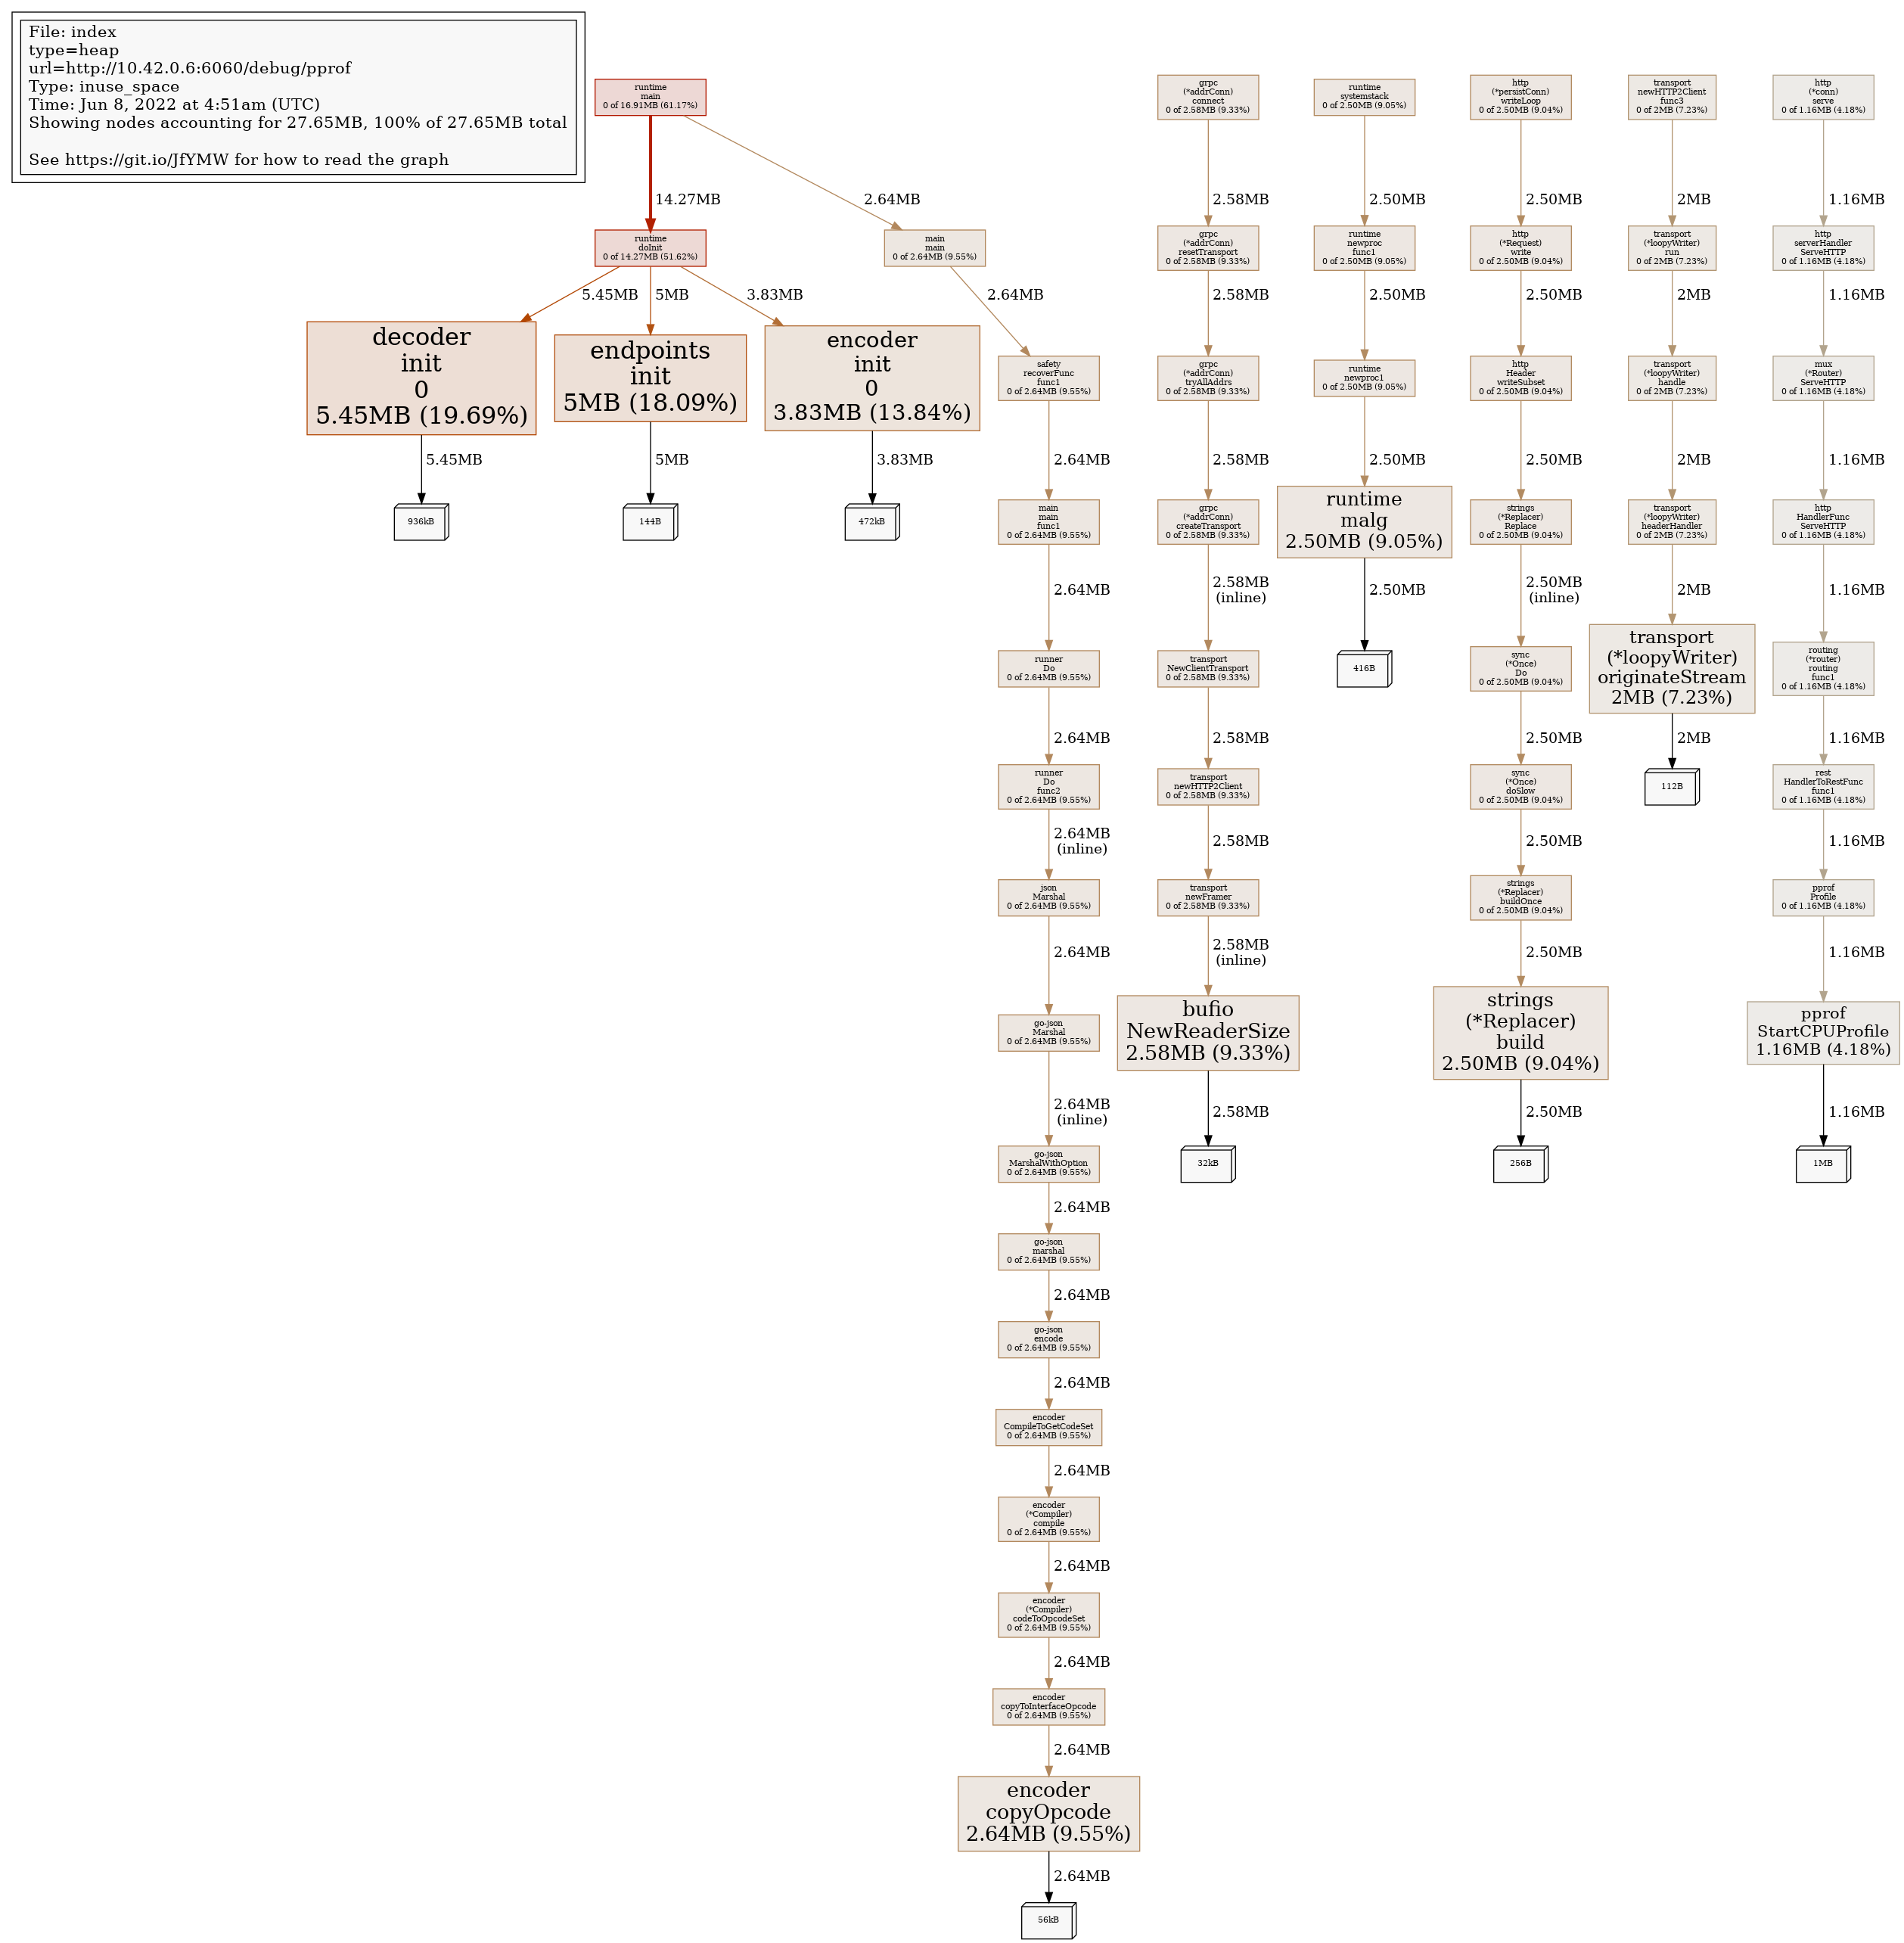 File: index
type=heap
url=http://10.42.0.6:6060/debug/pprof
Type: inuse_space
Time: Jun 8, 2022 at 4:51am (UTC)
Showing nodes accounting for 27.65MB, 100% of 27.65MB total
See https://git.io/JfYMW for how to read the graph
runtime
main
0 of 16.91MB (61.17%)
14.27MB
2.64MB
runtime
doInit
0 of 14.27MB (51.62%)
5.45MB
5MB
3.83MB
decoder
init
0
5.45MB (19.69%)
5.45MB
936kB
endpoints
init
5MB (18.09%)
5MB
144B
encoder
init
0
3.83MB (13.84%)
3.83MB
472kB
main
main
0 of 2.64MB (9.55%)
2.64MB
safety
recoverFunc
func1
0 of 2.64MB (9.55%)
2.64MB
main
main
func1
0 of 2.64MB (9.55%)
2.64MB
runner
Do
0 of 2.64MB (9.55%)
2.64MB
runner
Do
func2
0 of 2.64MB (9.55%)
2.64MB
(inline)
json
Marshal
0 of 2.64MB (9.55%)
2.64MB
go-json
Marshal
0 of 2.64MB (9.55%)
2.64MB
(inline)
go-json
MarshalWithOption
0 of 2.64MB (9.55%)
2.64MB
go-json
marshal
0 of 2.64MB (9.55%)
2.64MB
go-json
encode
0 of 2.64MB (9.55%)
2.64MB
encoder
CompileToGetCodeSet
0 of 2.64MB (9.55%)
2.64MB
encoder
(*Compiler)
compile
0 of 2.64MB (9.55%)
2.64MB
encoder
(*Compiler)
codeToOpcodeSet
0 of 2.64MB (9.55%)
2.64MB
encoder
copyToInterfaceOpcode
0 of 2.64MB (9.55%)
2.64MB
encoder
copyOpcode
2.64MB (9.55%)
2.64MB
56kB
grpc
(*addrConn)
connect
0 of 2.58MB (9.33%)
2.58MB
grpc
(*addrConn)
resetTransport
0 of 2.58MB (9.33%)
2.58MB
grpc
(*addrConn)
tryAllAddrs
0 of 2.58MB (9.33%)
2.58MB
grpc
(*addrConn)
createTransport
0 of 2.58MB (9.33%)
2.58MB
(inline)
transport
NewClientTransport
0 of 2.58MB (9.33%)
2.58MB
transport
newHTTP2Client
0 of 2.58MB (9.33%)
2.58MB
transport
newFramer
0 of 2.58MB (9.33%)
2.58MB
(inline)
bufio
NewReaderSize
2.58MB (9.33%)
2.58MB
32kB
runtime
systemstack
0 of 2.50MB (9.05%)
2.50MB
runtime
newproc
func1
0 of 2.50MB (9.05%)
2.50MB
runtime
newproc1
0 of 2.50MB (9.05%)
2.50MB
runtime
malg
2.50MB (9.05%)
2.50MB
416B
http
(*persistConn)
writeLoop
0 of 2.50MB (9.04%)
2.50MB
http
(*Request)
write
0 of 2.50MB (9.04%)
2.50MB
http
Header
writeSubset
0 of 2.50MB (9.04%)
2.50MB
strings
(*Replacer)
Replace
0 of 2.50MB (9.04%)
2.50MB
(inline)
sync
(*Once)
Do
0 of 2.50MB (9.04%)
2.50MB
sync
(*Once)
doSlow
0 of 2.50MB (9.04%)
2.50MB
strings
(*Replacer)
buildOnce
0 of 2.50MB (9.04%)
2.50MB
strings
(*Replacer)
build
2.50MB (9.04%)
2.50MB
256B
transport
newHTTP2Client
func3
0 of 2MB (7.23%)
2MB
transport
(*loopyWriter)
run
0 of 2MB (7.23%)
2MB
transport
(*loopyWriter)
handle
0 of 2MB (7.23%)
2MB
transport
(*loopyWriter)
headerHandler
0 of 2MB (7.23%)
2MB
transport
(*loopyWriter)
originateStream
2MB (7.23%)
2MB
112B
http
(*conn)
serve
0 of 1.16MB (4.18%)
1.16MB
http
serverHandler
ServeHTTP
0 of 1.16MB (4.18%)
1.16MB
mux
(*Router)
ServeHTTP
0 of 1.16MB (4.18%)
1.16MB
http
HandlerFunc
ServeHTTP
0 of 1.16MB (4.18%)
1.16MB
routing
(*router)
routing
func1
0 of 1.16MB (4.18%)
1.16MB
rest
HandlerToRestFunc
func1
0 of 1.16MB (4.18%)
1.16MB
pprof
Profile
0 of 1.16MB (4.18%)
1.16MB
pprof
StartCPUProfile
1.16MB (4.18%)
1.16MB
1MB